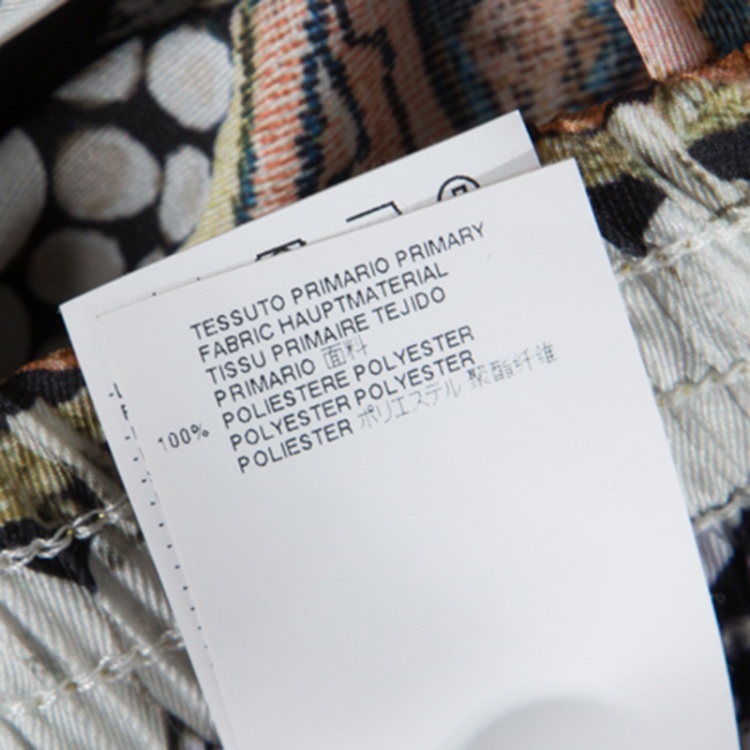 TESSUTO PRIMARIO PRIMARY
FABRIC HAUPTMATERIAL
TISSU PRIMAIRE TEJIDO
PRIMARIO 面料
POLIESTERE POLYESTER
100% POLYESTER POLYESTER
POLIESTER ポリエステル 聚酯纤维